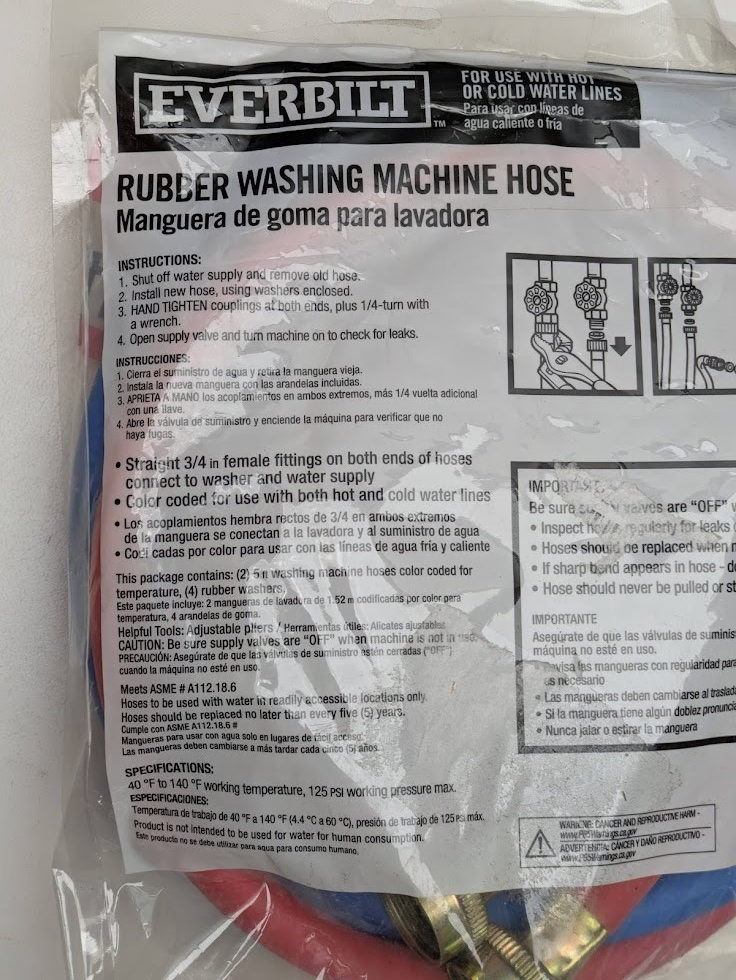 EVERBILT
TM
FOR USE WITH HOT
OR COLD WATER LINES
Para usar con líneas de
agua caliente o fría
RUBBER WASHING MACHINE HOSE
Manguera de goma para lavadora
INSTRUCTIONS:
1. Shut off water supply and remove old hose.
2. Install new hose, using washers enclosed.
3. HAND TIGHTEN couplings at both ends, plus 1/4-turn with
a wrench.
4. Open supply valve and turn machine on to check for leaks.
INSTRUCCIONES:
1. Cierra el suministro de agua y retira la manguera vieja.
2. Instala la nueva manguera con las arandelas incluidas.
3. APRIETA A MANO los acoplamientos en ambos extremos, más 1/4 vuelta adicional
con una llave.
4. Abre la válvula de suministro y enciende la máquina para verificar que no
haya fugas.
• Straight 3/4 in female fittings on both ends of hoses
connect to washer and water supply
• Color coded for use with both hot and cold water lines
• Los acoplamientos hembra rectos de 3/4 en ambos extremos
de la manguera se conectan a la lavadora y al suministro de agua
• cadas por color para usar con las líneas de agua fría y caliente
This package contains: (2) 5 ft washing machine hoses color coded for
temperature, (4) rubber washers.
Este paquete incluye: 2 mangueras de lavadora de 1.52 m codificadas por color para
temperatura, 4 arandelas de goma.
Helpful Tools: Adjustable pliers / Herramientas útiles: Alicates ajustables
CAUTION: Be sure supply valves are "OFF" when machine is not in use.
PRECAUCIÓN: Asegúrate de que las válvulas de suministro estén cerradas ("OFF")
cuando la máquina no esté en uso.
Meets ASME # A112.18.6
Hoses to be used with water in readily accessible locations only.
Hoses should be replaced no later than every five (5) years.
Cumple con ASME A112.18.6 #
Mangueras para usar con agua solo en lugares de fácil acceso.
Las mangueras deben cambiarse a más tardar cada cinco (5) años.
SPECIFICATIONS:
40 °F to 140 °F working temperature, 125 PSI working pressure max.
ESPECIFICACIONES:
Temperatura de trabajo de 40 °F a 140 °F (4.4 °C a 60 °C), presión de trabajo de 125 PSI máx.
Product is not intended to be used for water for human consumption.
Este producto no se debe utilizar para agua para consumo humano.
IMPORTANT:
Be sure valves are "OFF"
• Inspect regularly for leaks
• Hoses should be replaced when
• If sharp bend appears in hose -
• Hose should never be pulled or
IMPORTANTE
Asegúrate de que las válvulas de
máquina no esté en uso.
Revisa las mangueras con regularidad para
es necesario
• Las mangueras deben cambiarse al
• Si la manguera tiene algún doblez
• Nunca jalar o estirar la manguera
WARNING: CANCER AND REPRODUCTIVE HARM -
www.P65Warnings.ca.gov
ADVERTENCIA: CÁNCER Y DAÑO REPRODUCTIVO -
www.P65Warnings.ca.gov